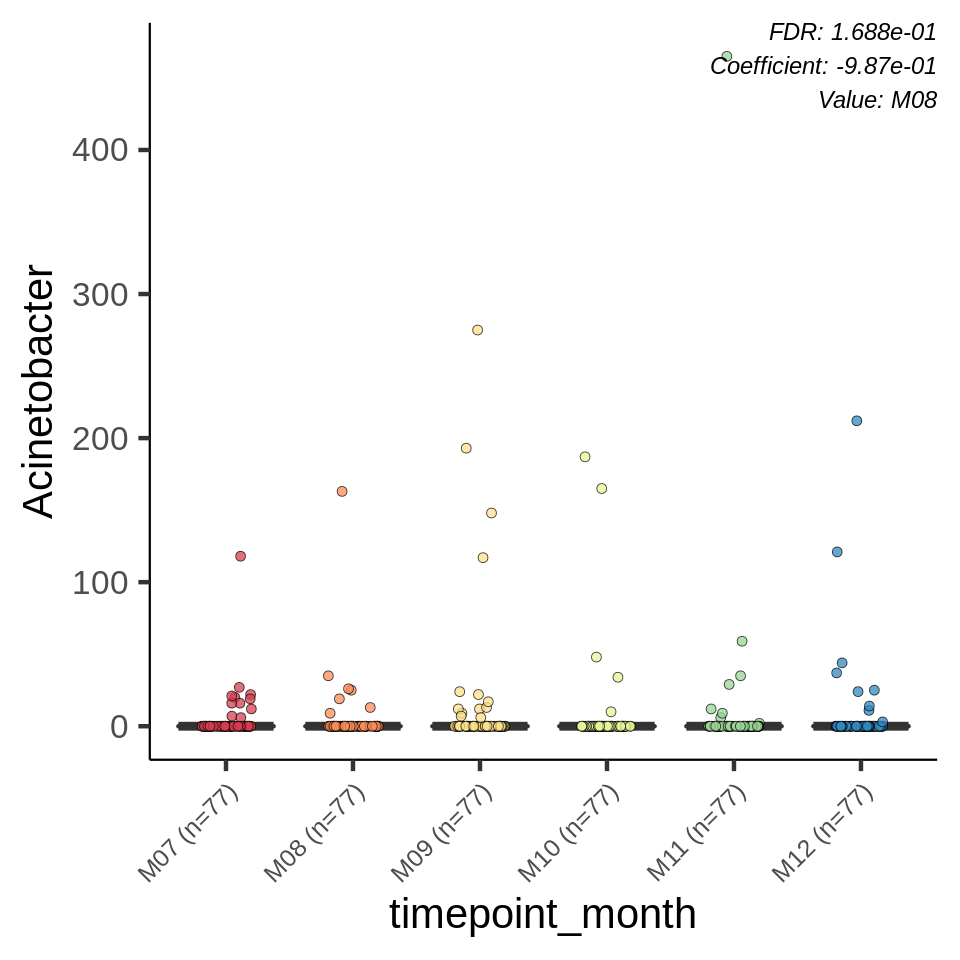 FDR: 1.688e-01
Coefficient: -9.87e-01
Value: M08
400
300
200
100
0
Acinetobacter
M07 (n=77)
M08 (n=77)
M09 (n=77)
M10 (n=77)
M11 (n=77)
M12 (n=77)
timepoint_month